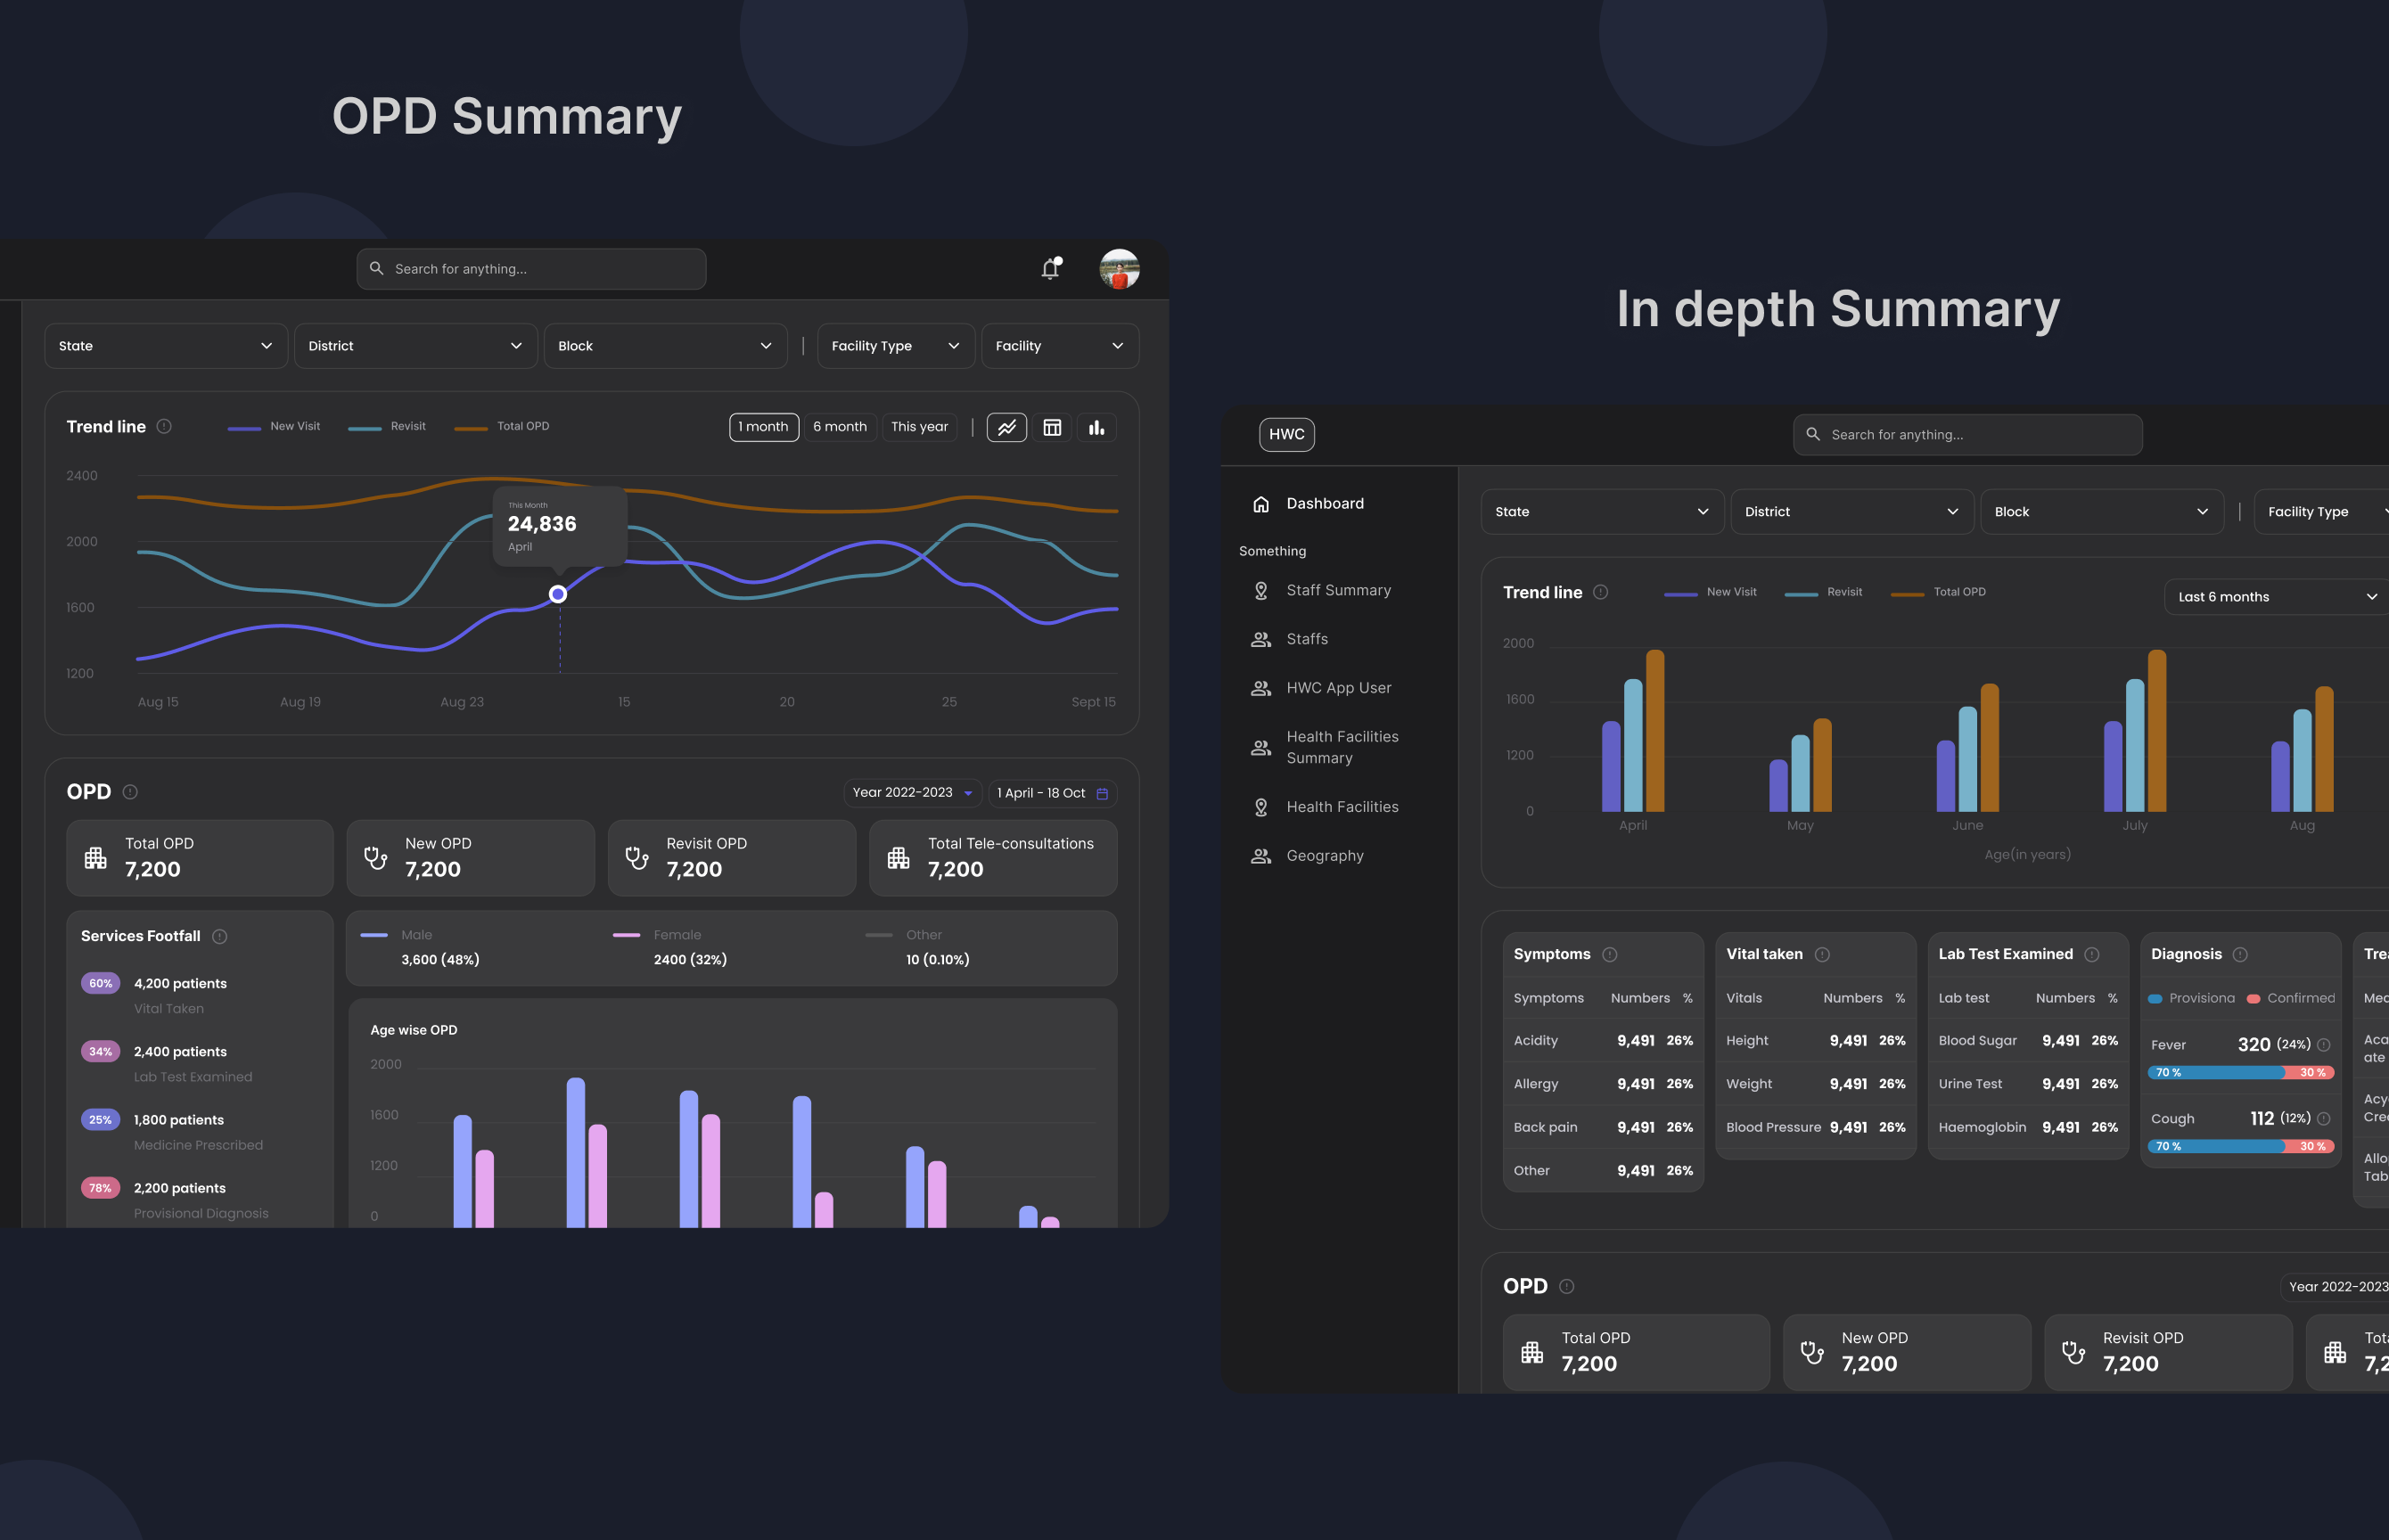 OPD Summary
Search for anything...
State
District
Block
Facility Type
Facility
Trend line
New Visit
Revisit
Total OPD
1 month
6 month
This year
2400
2000
1600
1200
This Month
24,836
April
Aug 15
Aug 19
Aug 23
15
20
25
Sept 15
OPD
Year 2022-2023
1 April - 18 Oct
Total OPD
7,200
New OPD
7,200
Revisit OPD
7,200
Total Tele-consultations
7,200
Services Footfall
60%
4,200 patients
Vital Taken
34%
2,400 patients
Lab Test Examined
25%
1,800 patients
Medicine Prescribed
78%
2,200 patients
Provisional Diagnosis
Male
3,600 (48%)
Female
2400 (32%)
Other
10 (0.10%)
Age wise OPD
2000
1600
1200
0
In depth Summary
HWC
Search for anything...
Dashboard
Something
Staff Summary
Staffs
HWC App User
Health Facilities
Summary
Health Facilities
Geography
State
District
Block
Facility Type
Trend line
New Visit
Revisit
Total OPD
Last 6 months
2000
1600
1200
0
April
May
June
July
Aug
Age(in years)
Symptoms
Symptoms Numbers %
Acidity 9,491 26%
Allergy 9,491 26%
Back pain 9,491 26%
Other 9,491 26%
Vital taken
Vitals Numbers %
Height 9,491 26%
Weight 9,491 26%
Blood Pressure 9,491 26%
Lab Test Examined
Lab test Numbers %
Blood Sugar 9,491 26%
Urine Test 9,491 26%
Haemoglobin 9,491 26%
Diagnosis
Provisiona Confirmed
Fever 320 (24%)
70 % 30 %
Cough 112 (12%)
70 % 30 %
OPD
Year 2022-2023
Total OPD
7,200
New OPD
7,200
Revisit OPD
7,200